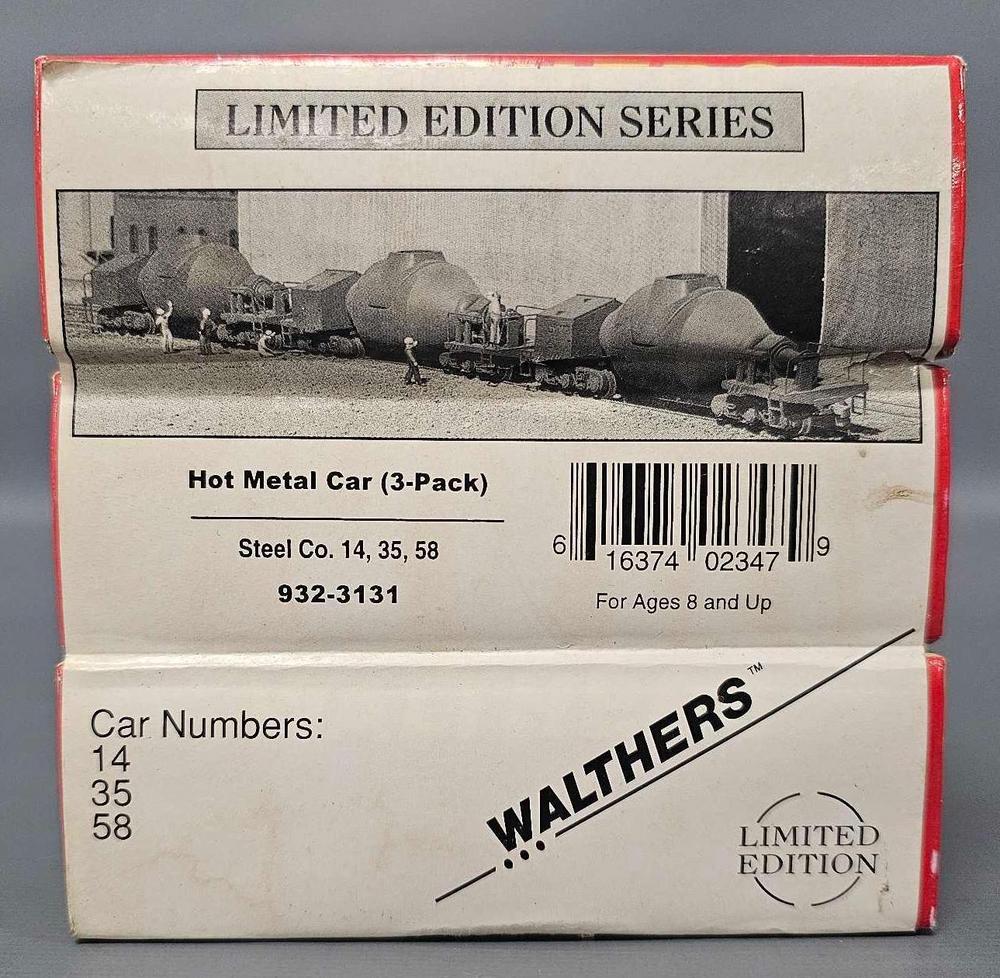 LIMITED EDITION SERIES
Hot Metal Car (3-Pack)
Steel Co. 14, 35, 58
932-3131
6 16374 02347 9
For Ages 8 and Up
Car Numbers:
14
35
58
WALTHERS™
LIMITED
EDITION